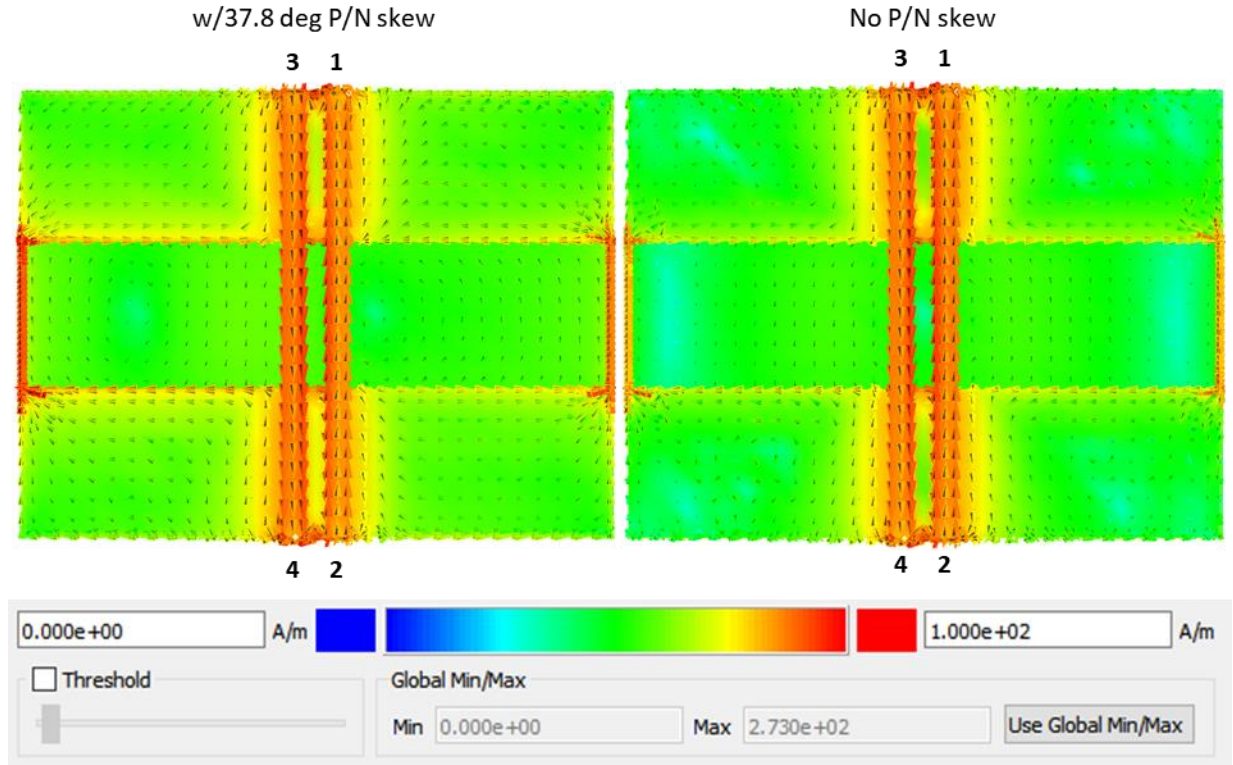 w/37.8 deg P/N skew
No P/N skew
3 1
3 1
4 2
4 2
0.000e+00 A/m
1.000e+02 A/m
Threshold
Global Min/Max
Min 0.000e+00 Max 2.730e+02 Use Global Min/Max